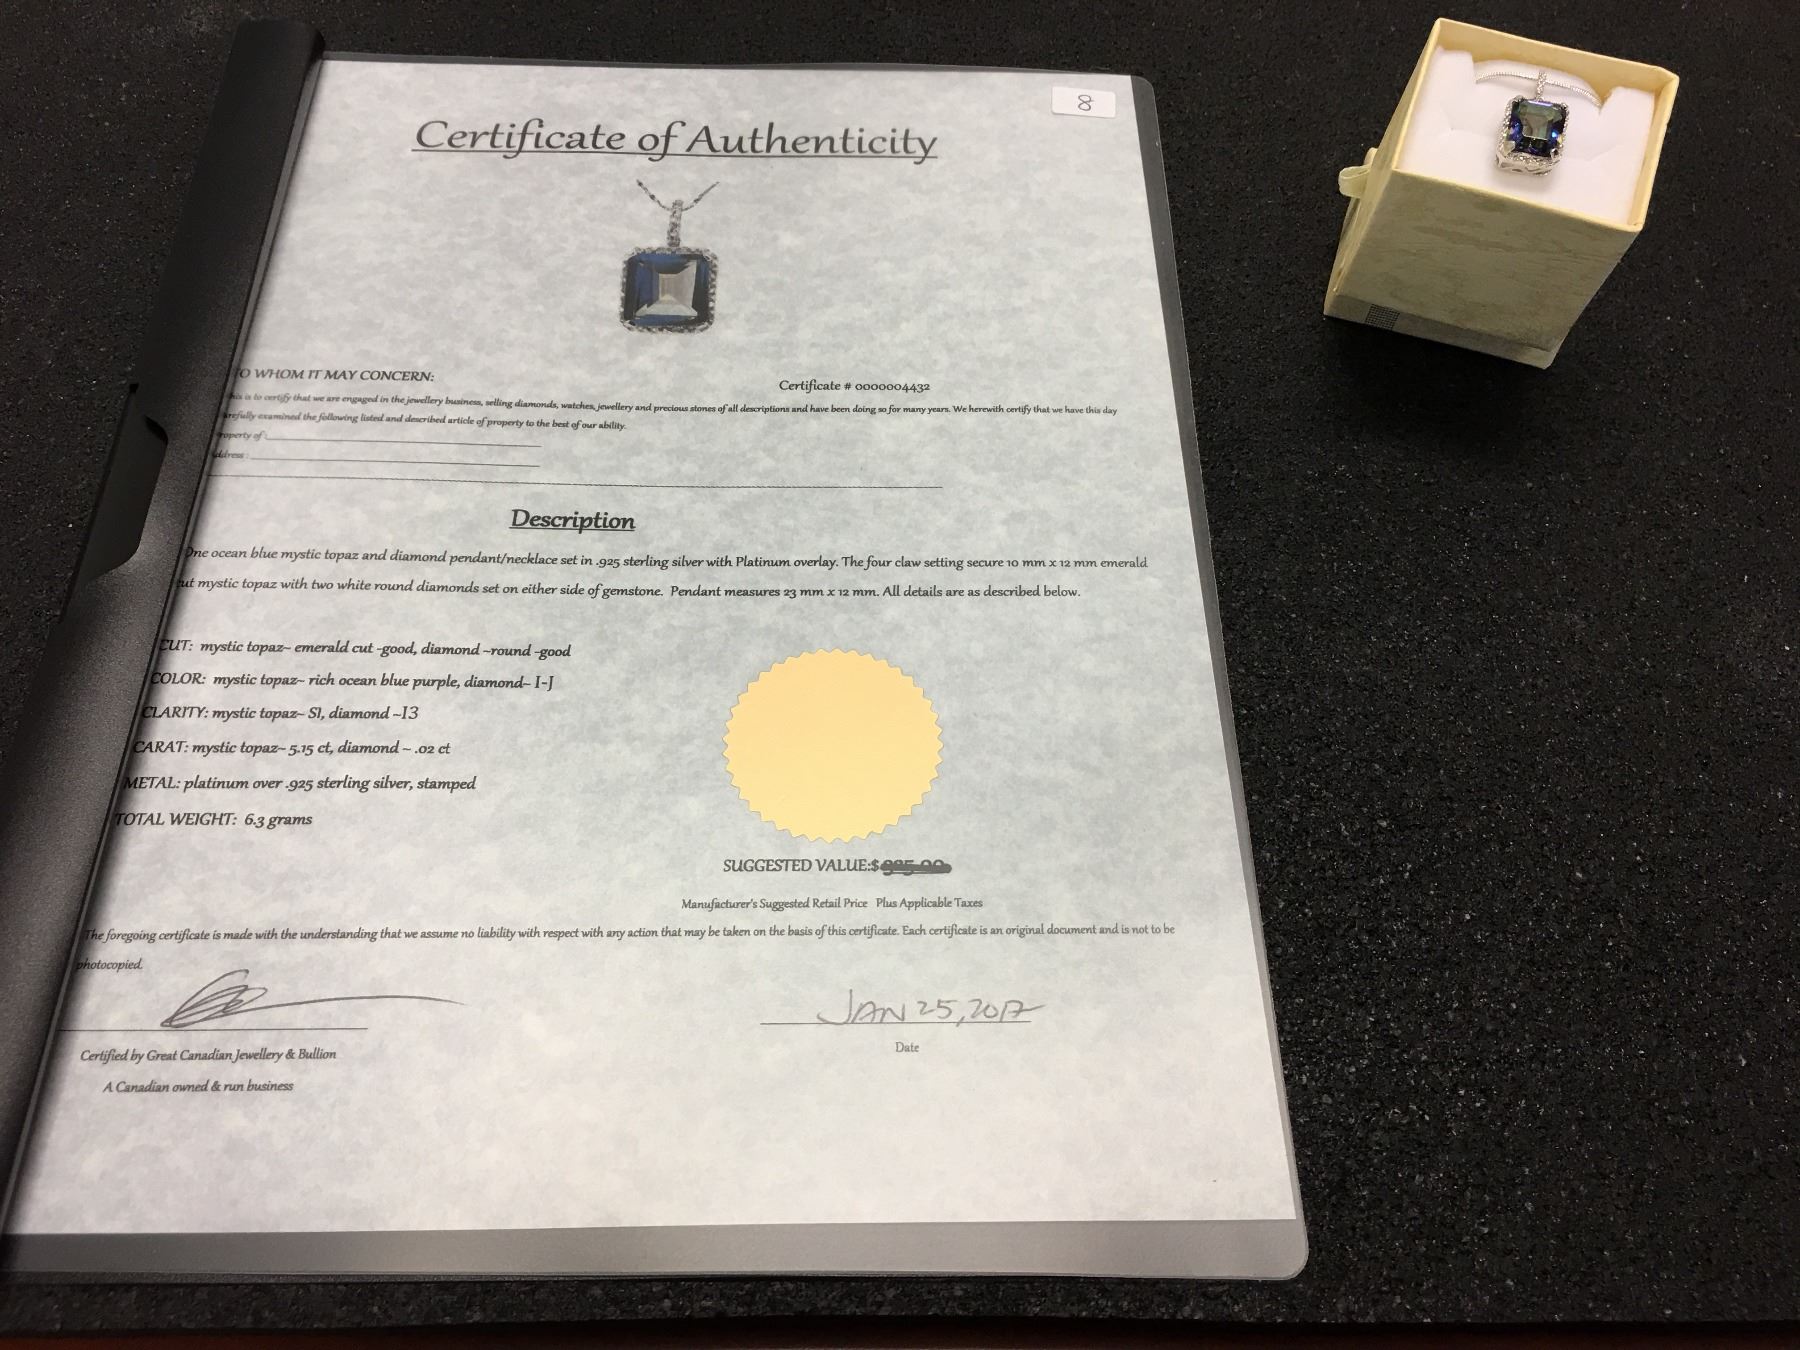 8
Certificate of Authenticity
O WHOM IT MAY CONCERN:
Certificate # 0000004432
his is to certify that we are engaged in the jewellery business, selling diamonds, watches, jewellery and precious stones of all descriptions and have been doing so for many years. We herewith certify that we have this day
arefully examined the following listed and described article of property to the best of our ability.
roperty of:
ddress:
Description
One ocean blue mystic topaz and diamond pendant/necklace set in .925 sterling silver with Platinum overlay. The four claw setting secure 10 mm x 12 mm emerald
cut mystic topaz with two white round diamonds set on either side of gemstone. Pendant measures 23 mm x 12 mm. All details are as described below.
CUT: mystic topaz~ emerald cut -good, diamond ~round -good
COLOR: mystic topaz~ rich ocean blue purple, diamond~ I-J
CLARITY: mystic topaz~ SI, diamond ~I3
CARAT: mystic topaz~ 5.15 ct, diamond ~ .02 ct
METAL: platinum over .925 sterling silver, stamped
TOTAL WEIGHT: 6.3 grams
SUGGESTED VALUE:$
Manufacturer's Suggested Retail Price Plus Applicable Taxes
The foregoing certificate is made with the understanding that we assume no liability with respect with any action that may be taken on the basis of this certificate. Each certificate is an original document and is not to be
photocopied.
JAN 25, 2017
Date
Certified by Great Canadian Jewellery & Bullion
A Canadian owned & run business